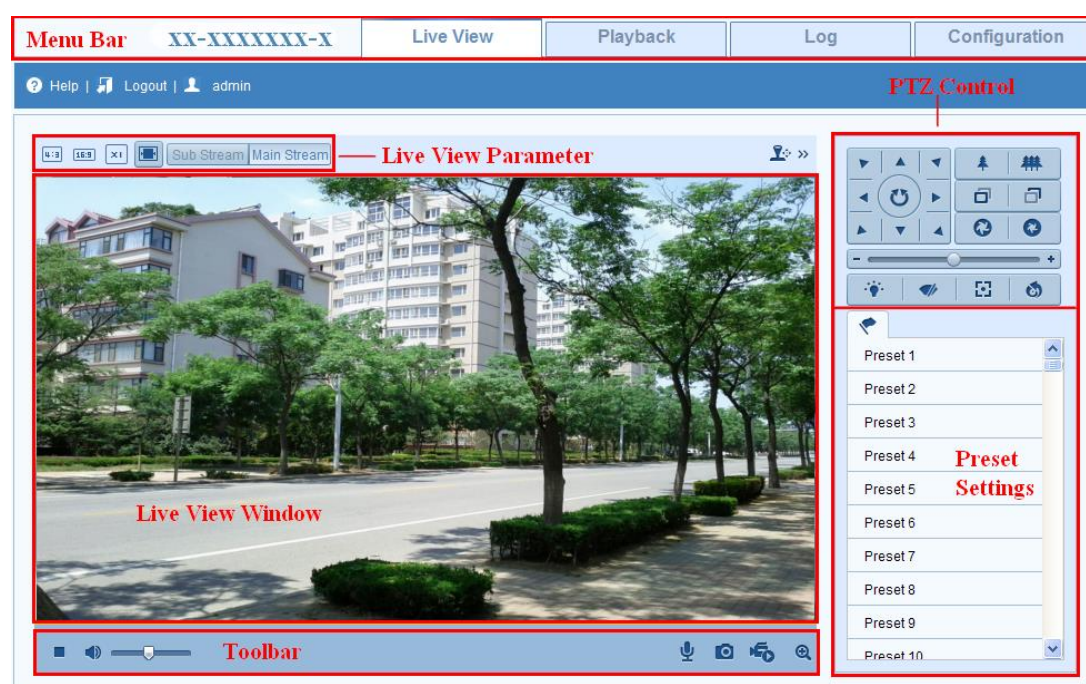 Menu Bar XX-XXXXXXX-X Live View Playback Log Configuration
Help | Logout | admin
PTZ Control
4:3 16:9 X1 Sub Stream Main Stream Live View Parameter
Preset 1
Preset 2
Preset 3
Preset 4
Preset 5
Preset 6
Preset 7
Preset 8
Preset 9
Preset 10
Preset
Settings
Live View Window
Toolbar